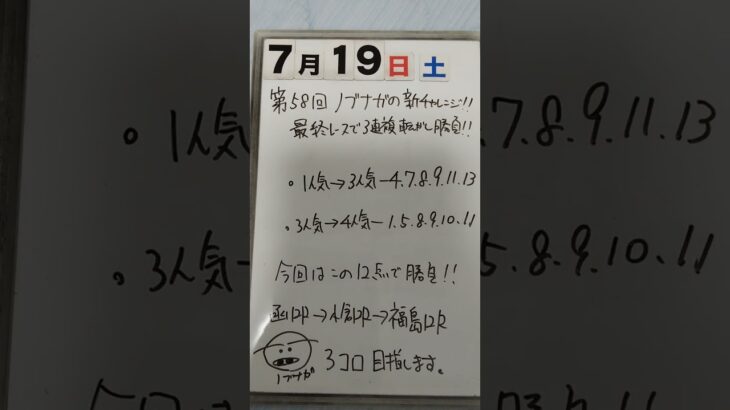 7月19日土
第58回ノブナガの新チャレンジ!!
最終レースで3連複転がし勝負!!
。1人気→3人気-4.7.8.9.11.13
。3人気→4人気-1.5.8.9.10.11
今回はこの12点で勝負!!
函館12R→小倉12R→福島12R
ノブナガ
3コロ目指します。